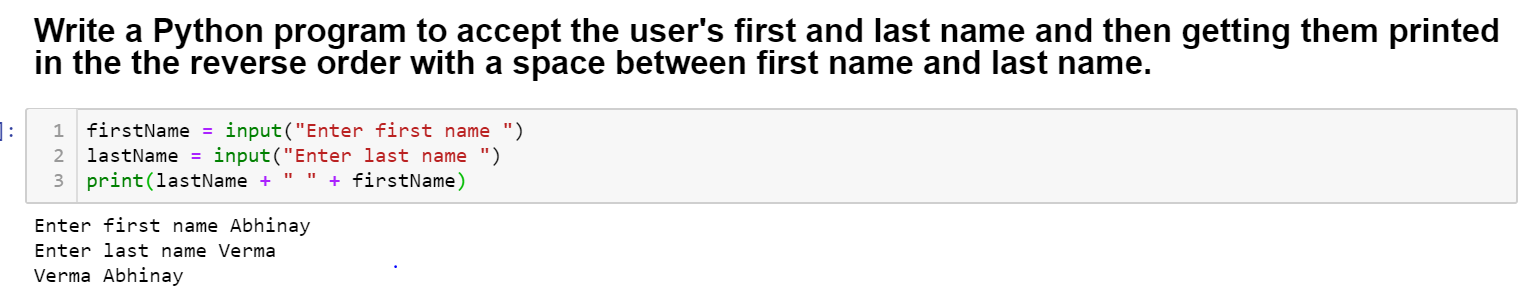 Write a Python program to accept the user's first and last name and then getting them printed
in the the reverse order with a space between first name and last name.
]:
1 firstName = input("Enter first name ")
2 lastName = input("Enter last name ")
3 print(lastName + " " + firstName)
Enter first name Abhinay
Enter last name Verma
Verma Abhinay